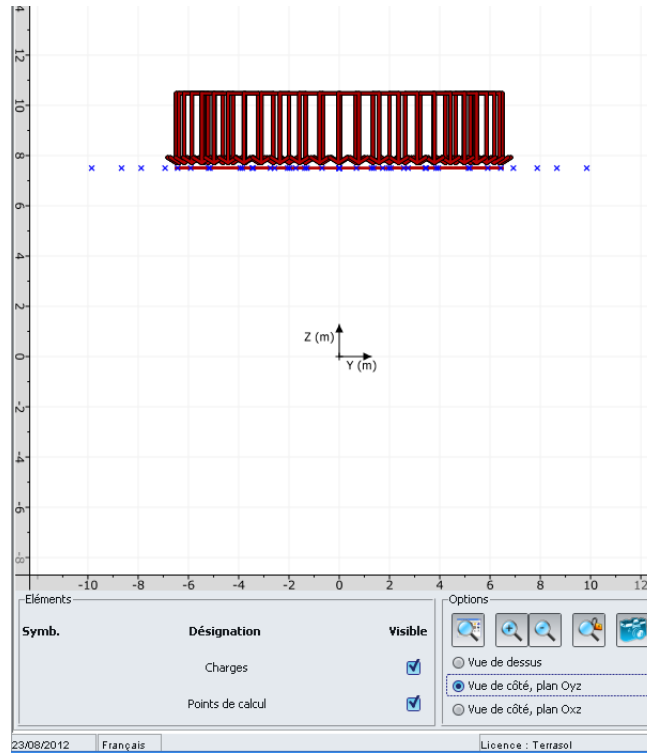 14
12
10
8
6
4
2
0
-2
-4
-6
-8
Z (m)
Y (m)
-10 -8 -6 -4 -2 0 2 4 6 8 10 12
Eléments
Symb. Désignation Visible
Charges
Points de calcul
Options
Vue de dessus
Vue de côté, plan Oyz
Vue de côté, plan Oxz
23/08/2012 Français Licence : Terrasol